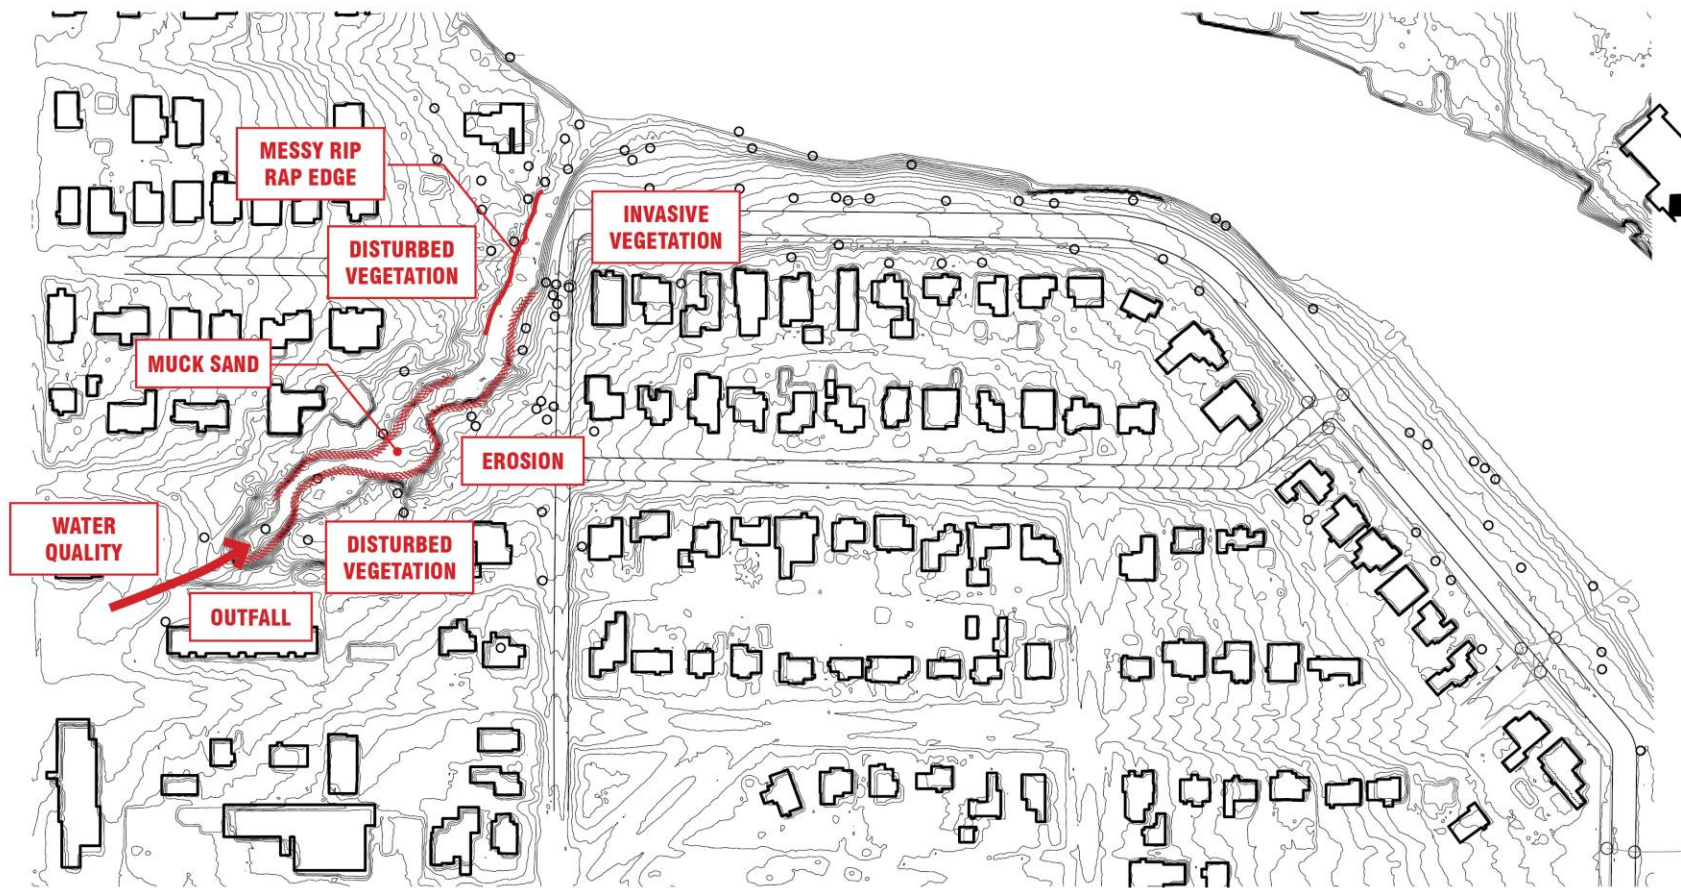 MESSY RIP
RAP EDGE
INVASIVE
VEGETATION
DISTURBED
VEGETATION
MUCK SAND
EROSION
WATER
QUALITY
DISTURBED
VEGETATION
OUTFALL